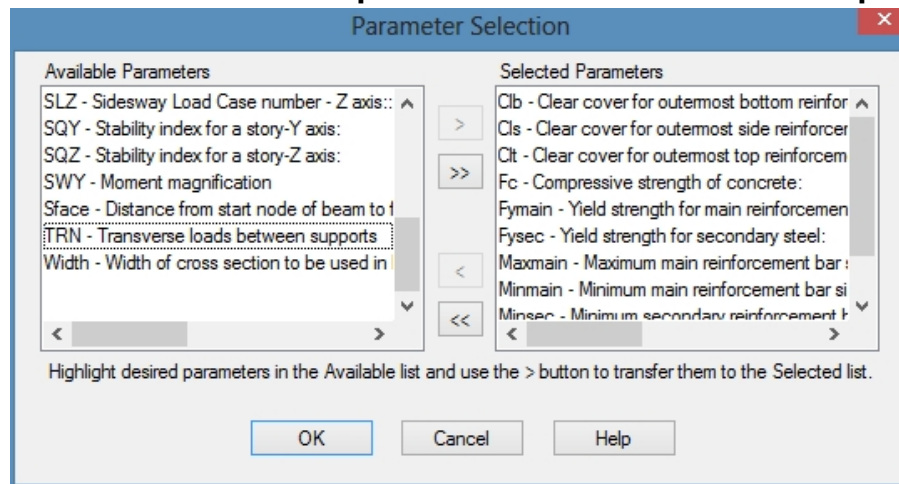 Parameter Selection
Available Parameters
SLZ - Sidesway Load Case number - Z axis::
SQY - Stability index for a story-Y axis:
SQZ - Stability index for a story-Z axis:
SWY - Moment magnification
Sface - Distance from start node of beam to f
TRN - Transverse loads between supports
Width - Width of cross section to be used in
>
>>
<
<<
Selected Parameters
Clb - Clear cover for outermost bottom reinfor
Cls - Clear cover for outermost side reinforcer
Clt - Clear cover for outermost top reinforcem
Fc - Compressive strength of concrete:
Fymain - Yield strength for main reinforcemen
Fysec - Yield strength for secondary steel:
Maxmain - Maximum main reinforcement bar
Minmain - Minimum main reinforcement bar si
Minsec - Minimum secondary reinforcement
Highlight desired parameters in the Available list and use the > button to transfer them to the Selected list.
OK
Cancel
Help